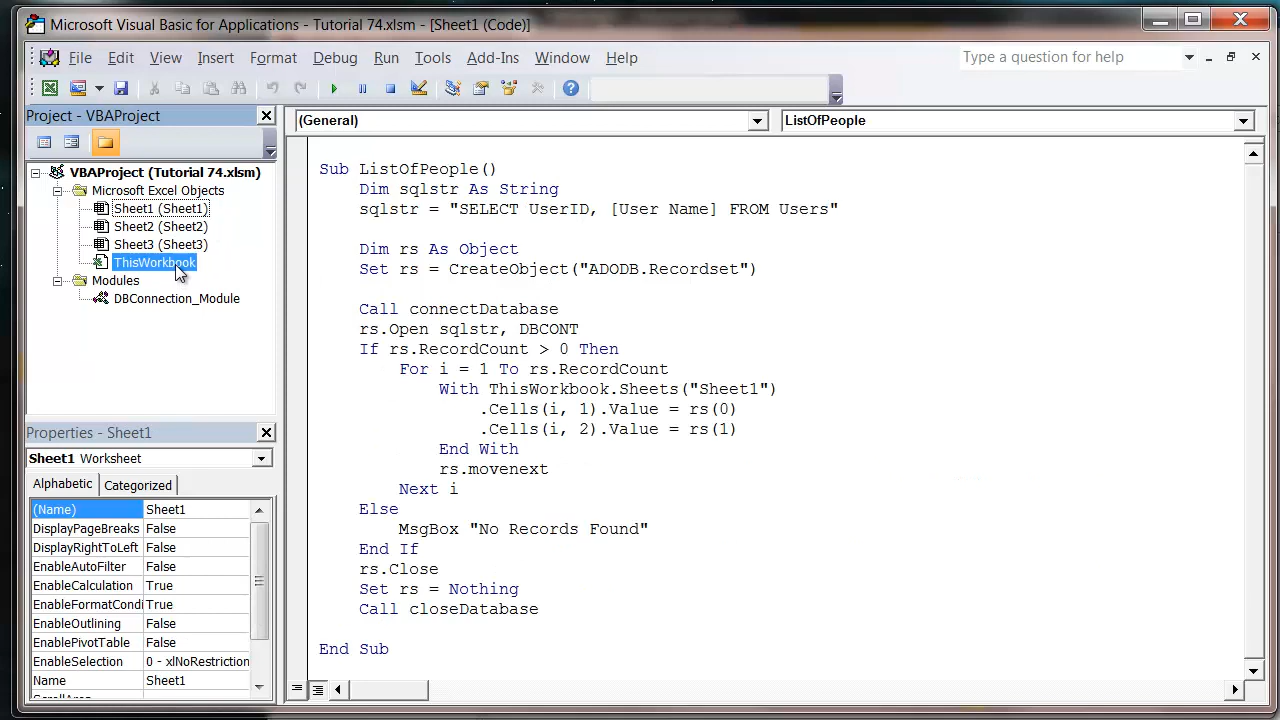 Microsoft Visual Basic for Applications - Tutorial 74.xlsm - [Sheet1 (Code)]
File Edit View Insert Format Debug Run Tools Add-Ins Window Help
Type a question for help
Project - VBAProject
VBAProject (Tutorial 74.xlsm)
Microsoft Excel Objects
Sheet1 (Sheet1)
Sheet2 (Sheet2)
Sheet3 (Sheet3)
ThisWorkbook
Modules
DBConnection_Module
Properties - Sheet1
Sheet1 Worksheet
Alphabetic Categorized
(Name) Sheet1
DisplayPageBreaks False
DisplayRightToLeft False
EnableAutoFilter False
EnableCalculation True
EnableFormatCondi True
EnableOutlining False
EnablePivotTable False
EnableSelection 0 - xlNoRestriction
Name Sheet1
(General) ListOfPeople
Sub ListOfPeople()
Dim sqlstr As String
sqlstr = "SELECT UserID, [User Name] FROM Users"
Dim rs As Object
Set rs = CreateObject("ADODB.Recordset")
Call connectDatabase
rs.Open sqlstr, DBCONT
If rs.RecordCount > 0 Then
For i = 1 To rs.RecordCount
With ThisWorkbook.Sheets("Sheet1")
.Cells(i, 1).Value = rs(0)
.Cells(i, 2).Value = rs(1)
End With
rs.movenext
Next i
Else
MsgBox "No Records Found"
End If
rs.Close
Set rs = Nothing
Call closeDatabase
End Sub